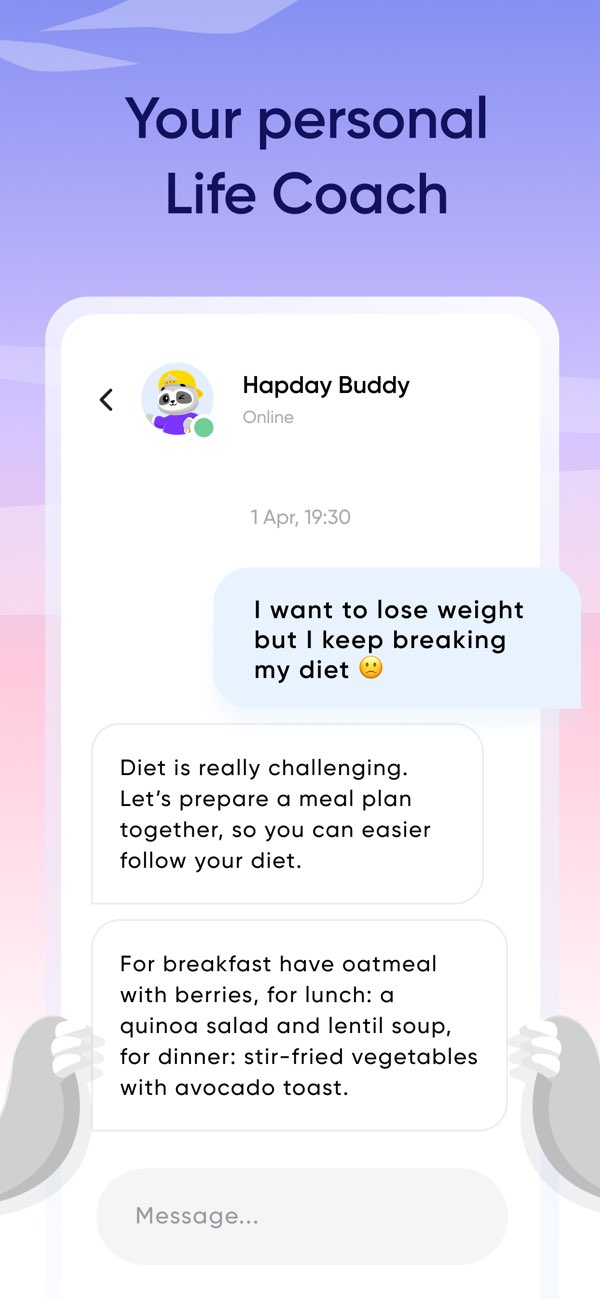 Your personal
Life Coach
Hapday Buddy
Online
1 Apr, 19:30
I want to lose weight
but I keep breaking
my diet 🙁
Diet is really challenging.
Let’s prepare a meal plan
together, so you can easier
follow your diet.
For breakfast have oatmeal
with berries, for lunch: a
quinoa salad and lentil soup,
for dinner: stir-fried vegetables
with avocado toast.
Message...